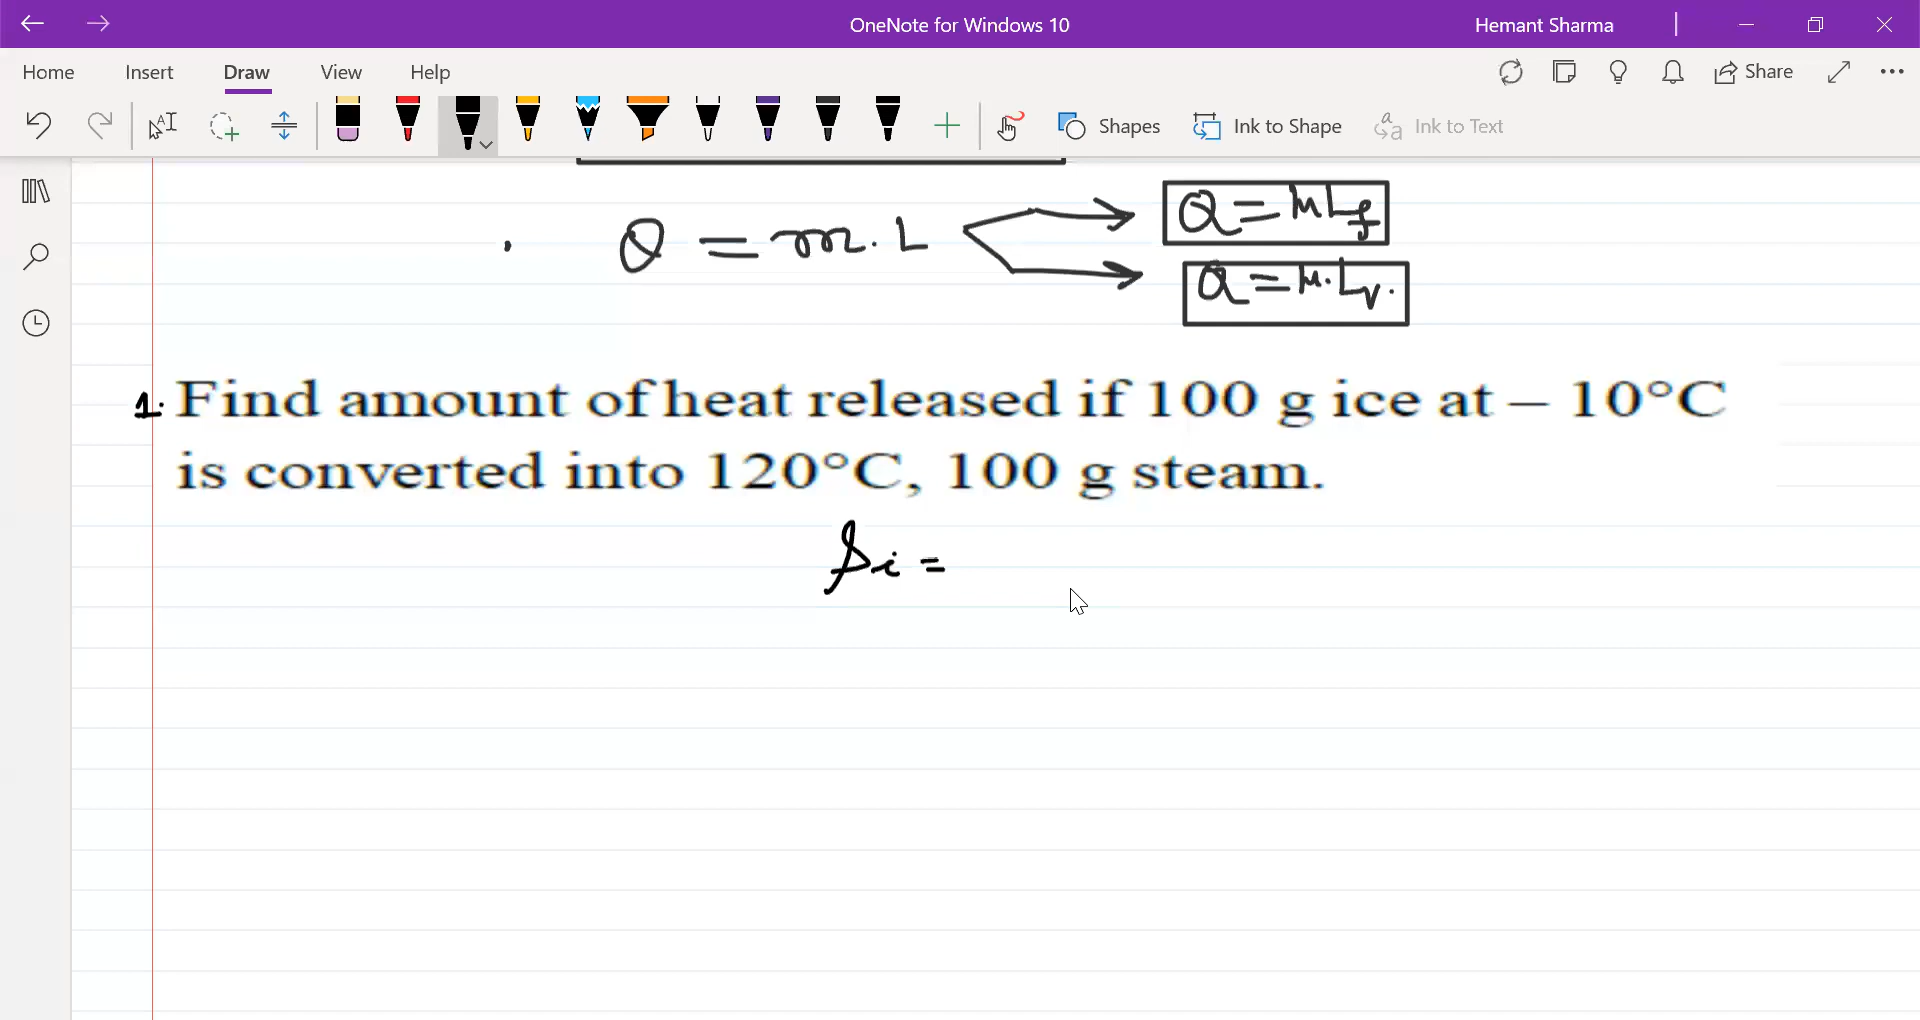 OneNote for Windows 10
Hemant Sharma
Home Insert Draw View Help
Share
Shapes
Ink to Shape
Ink to Text
. Q = m. L
Q = mLf
Q = m. Lv.
1. Find amount of heat released if 100 g ice at – 10°C
is converted into 120°C, 100 g steam.
Si =